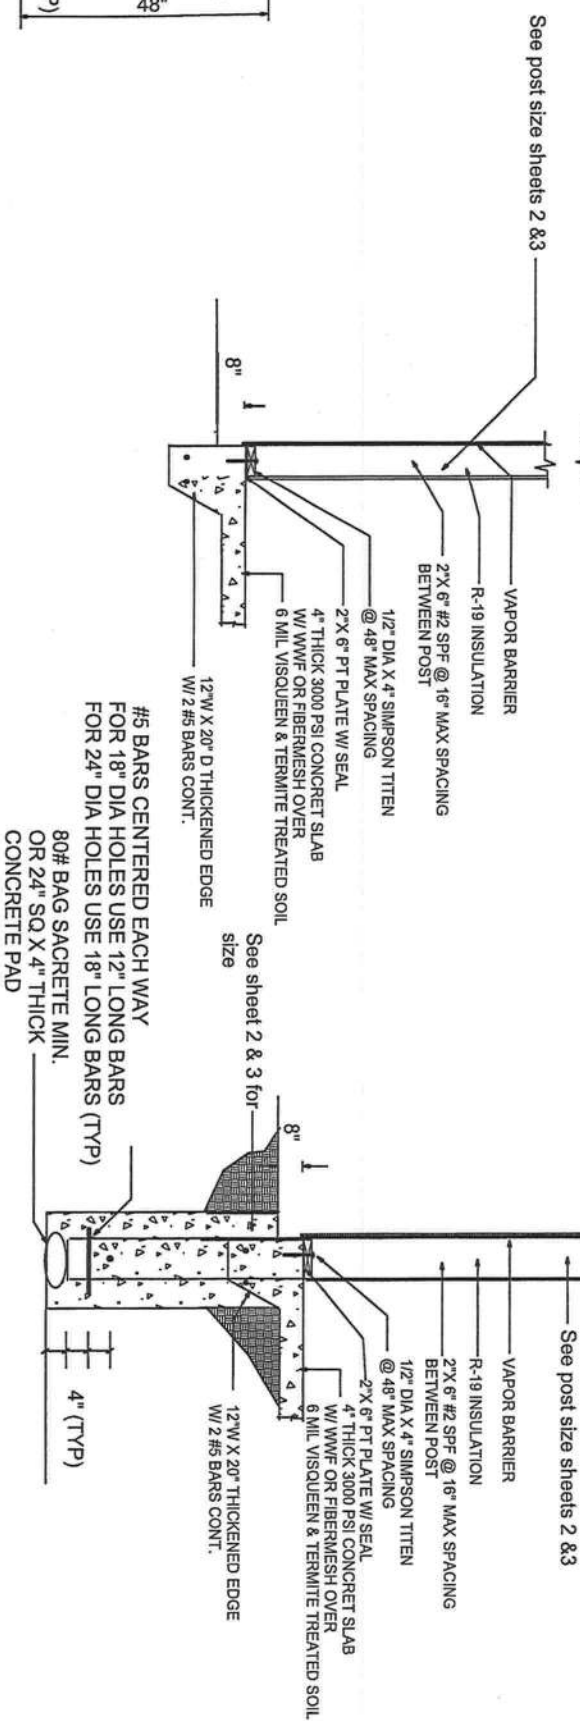 P)
48"
See post size sheets 2 &3
8"
VAPOR BARRIER
R-19 INSULATION
2"X 6" #2 SPF @ 16" MAX SPACING
BETWEEN POST
1/2" DIA X 4" SIMPSON TITEN
@ 48" MAX SPACING
2"X 6" PT PLATE W/ SEAL
4" THICK 3000 PSI CONCRET SLAB
W/ WWF OR FIBERMESH OVER
6 MIL VISQUEEN & TERMITE TREATED SOIL
12"W X 20" D THICKENED EDGE
W/ 2 #5 BARS CONT.
#5 BARS CENTERED EACH WAY
FOR 18" DIA HOLES USE 12" LONG BARS
FOR 24" DIA HOLES USE 18" LONG BARS (TYP)
80# BAG SACRETE MIN.
OR 24" SQ X 4" THICK
CONCRETE PAD
See sheet 2 & 3 for
size
8"
See post size sheets 2 &3
VAPOR BARRIER
R-19 INSULATION
2"X 6" #2 SPF @ 16" MAX SPACING
BETWEEN POST
1/2" DIA X 4" SIMPSON TITEN
@ 48" MAX SPACING
2"X 6" PT PLATE W/ SEAL
4" THICK 3000 PSI CONCRET SLAB
W/ WWF OR FIBERMESH OVER
6 MIL VISQUEEN & TERMITE TREATED SOIL
12"W X 20" THICKENED EDGE
W/ 2 #5 BARS CONT.
4" (TYP)